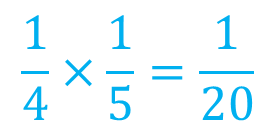 1/4 × 1/5 = 1/20